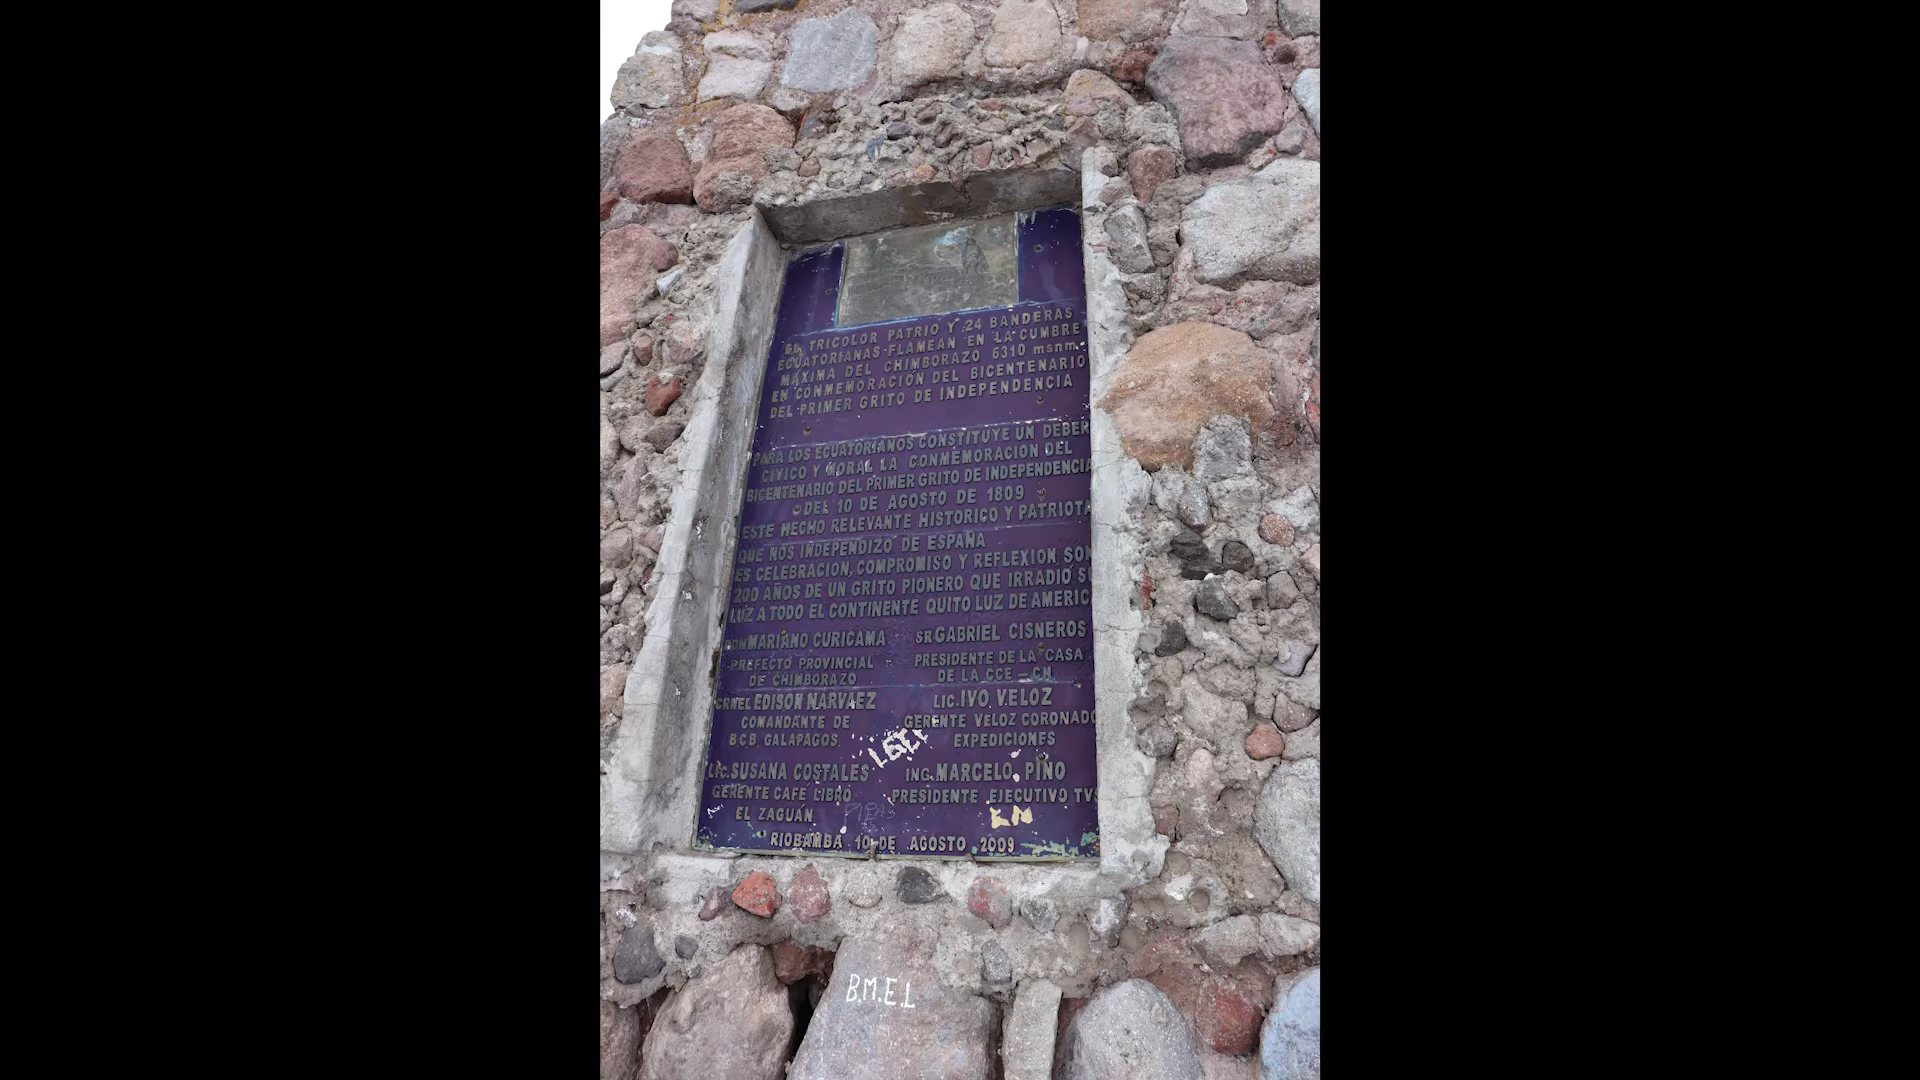 EL TRICOLOR PATRIO Y 24 BANDERAS
ECUATORIANAS FLAMEAN EN LA CUMBRE
MAXIMA DEL CHIMBORAZO 6310 msnm.
EN CONMEMORACIÓN DEL BICENTENARIO
DEL PRIMER GRITO DE INDEPENDENCIA
PARA LOS ECUATORIANOS CONSTITUYE UN DEBER
CIVICO Y MORAL LA CONMEMORACION DEL
BICENTENARIO DEL PRIMER GRITO DE INDEPENDENCIA
DEL 10 DE AGOSTO DE 1809
ESTE HECHO RELEVANTE HISTORICO Y PATRIOTA
QUE NOS INDEPENDIZO DE ESPAÑA
ES CELEBRACION, COMPROMISO Y REFLEXION SON
200 AÑOS DE UN GRITO PIONERO QUE IRRADIO SU
LUZ A TODO EL CONTINENTE QUITO LUZ DE AMERIC
DON MARIANO CURICAMA SR GABRIEL CISNEROS
PREFECTO PROVINCIAL PRESIDENTE DE LA CASA
DE CHIMBORAZO DE LA CCE - CH
CRNEL EDISON NARVAEZ LIC. IVO VELOZ
COMANDANTE DE GERENTE VELOZ CORONADO
B.C.B. GALAPAGOS EXPEDICIONES
LIC. SUSANA COSTALES ING. MARCELO PINO
GERENTE CAFÉ LIBRO PRESIDENTE EJECUTIVO TVS
EL ZAGUAN
RIOBAMBA 10 DE AGOSTO 2009
B.M.E.L